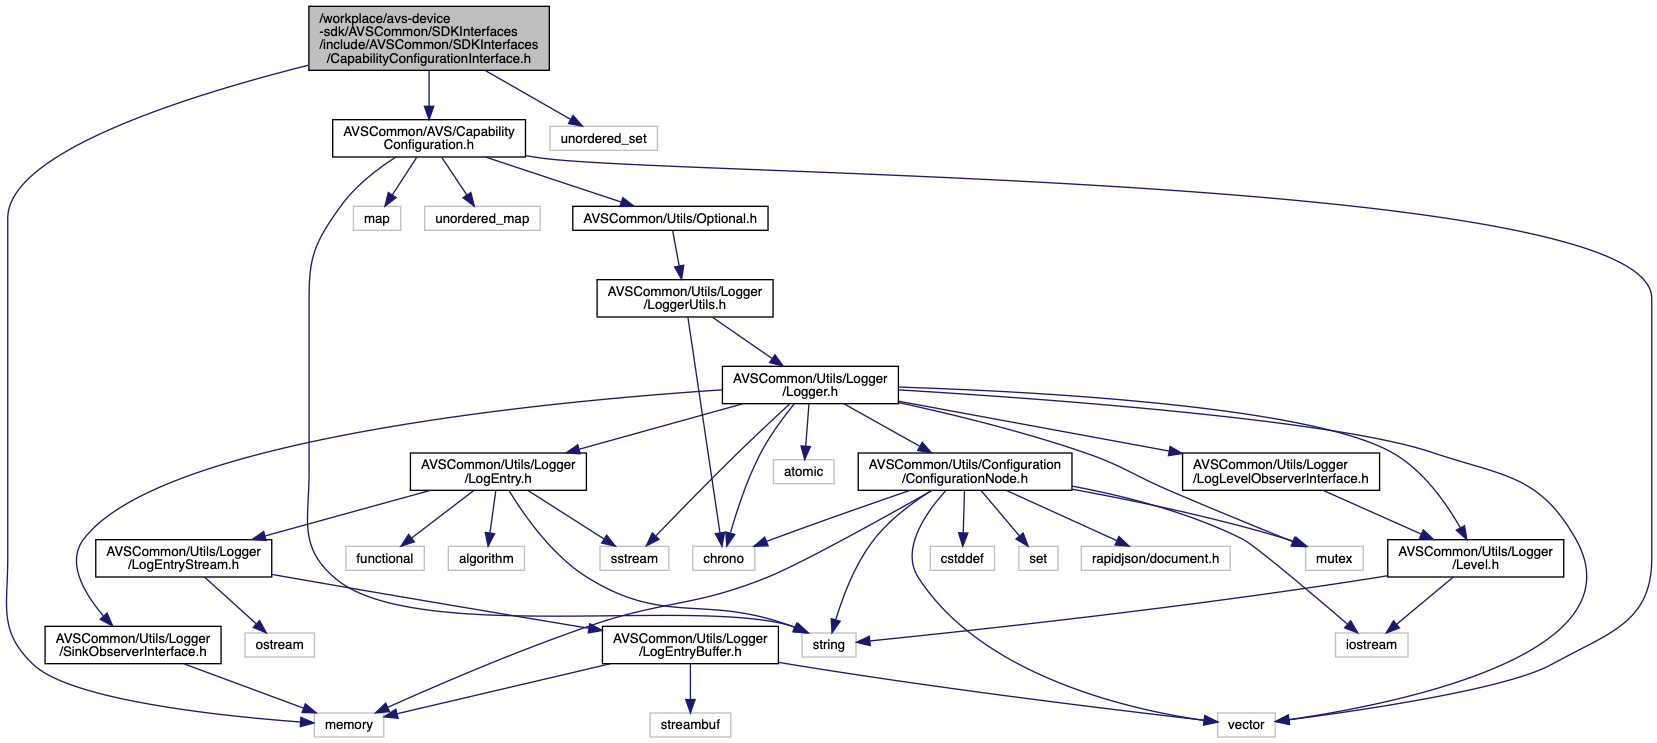 /workplace/avs-device
-sdk/AVSCommon/SDKInterfaces
/include/AVSCommon/SDKInterfaces
/CapabilityConfigurationInterface.h
AVSCommon/AVS/Capability
Configuration.h
unordered_set
map
unordered_map
AVSCommon/Utils/Optional.h
AVSCommon/Utils/Logger
/LoggerUtils.h
AVSCommon/Utils/Logger
/Logger.h
AVSCommon/Utils/Logger
/LogEntry.h
atomic
AVSCommon/Utils/Configuration
/ConfigurationNode.h
AVSCommon/Utils/Logger
/LogLevelObserverInterface.h
AVSCommon/Utils/Logger
/LogEntryStream.h
functional
algorithm
sstream
chrono
cstddef
set
rapidjson/document.h
mutex
AVSCommon/Utils/Logger
/Level.h
AVSCommon/Utils/Logger
/SinkObserverInterface.h
ostream
AVSCommon/Utils/Logger
/LogEntryBuffer.h
string
iostream
memory
streambuf
vector